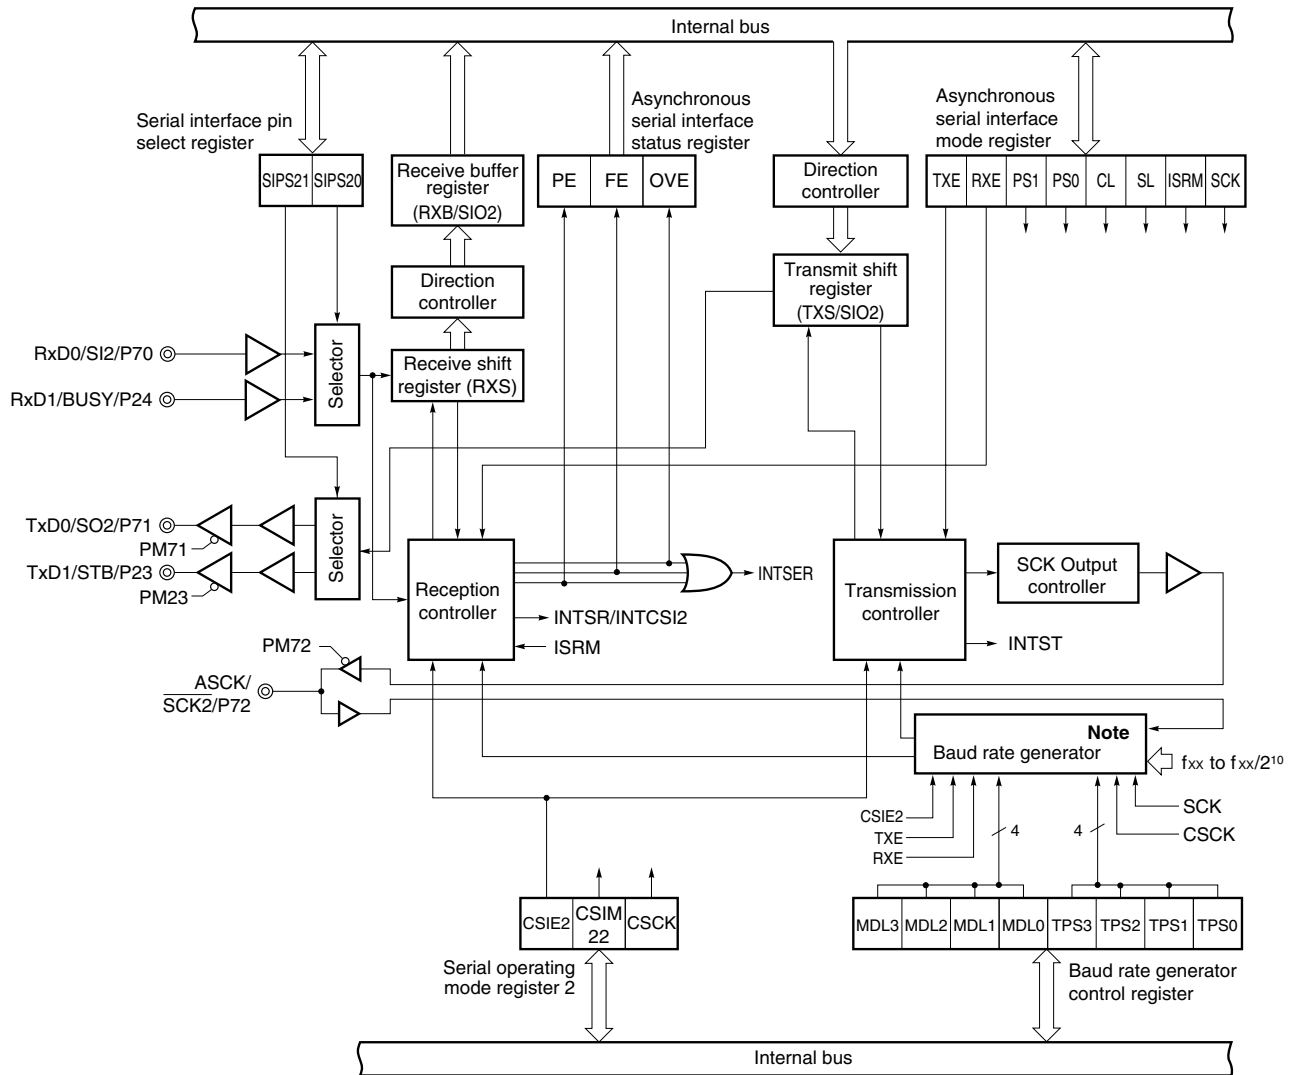 Internal bus
Serial interface pin
select register
Asynchronous
serial interface
status register
Asynchronous
serial interface
mode register
SIPS21 SIPS20
Receive buffer
register
(RXB/SIO2)
PE FE OVE
Direction
controller
TXE RXE PS1 PS0 CL SL ISRM SCK
Direction
controller
Transmit shift
register
(TXS/SIO2)
RxD0/SI2/P70
RxD1/BUSY/P24
Selector
Receive shift
register (RXS)
TxD0/SO2/P71
PM71
TxD1/STB/P23
PM23
Selector
Reception
controller
INTSER
INTSR/INTCSI2
ISRM
Transmission
controller
SCK Output
controller
INTST
PM72
ASCK/
SCK2/P72
Note
Baud rate generator
fxx to fxx/2¹⁰
CSIE2
TXE
RXE
4
4
SCK
CSCK
CSIE2
CSIM
22
CSCK
MDL3 MDL2 MDL1 MDL0 TPS3 TPS2 TPS1 TPS0
Serial operating
mode register 2
Baud rate generator
control register
Internal bus